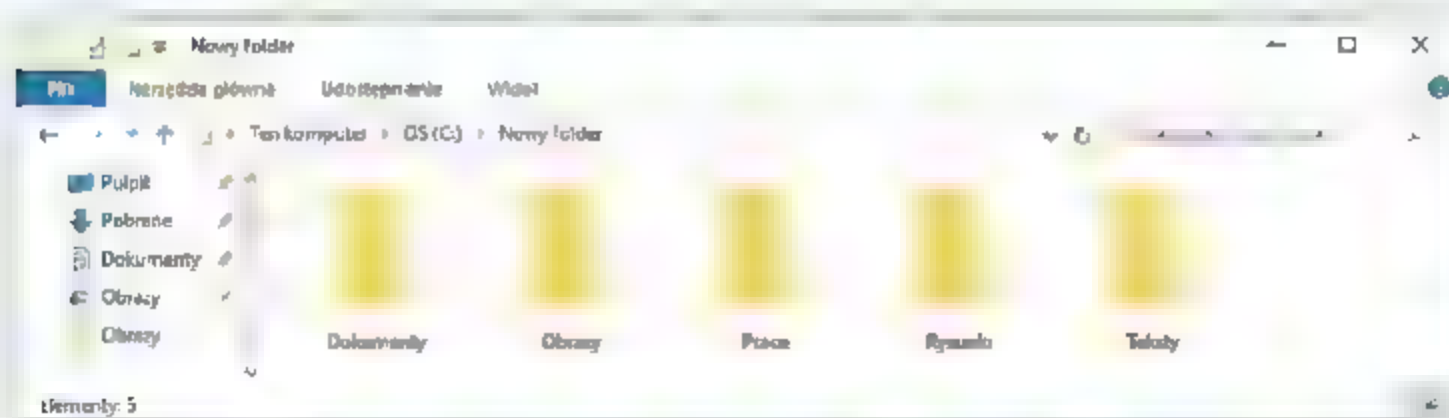 Nowy folder
Plik Narzędzia główne Udostępnianie Widok
Ten komputer OS (C:) Nowy folder
Pulpit
Pobrane
Dokumenty
Obrazy
Obrazy
Dokumenty Obrazy Prace Rysunki Teksty
Elementy: 5